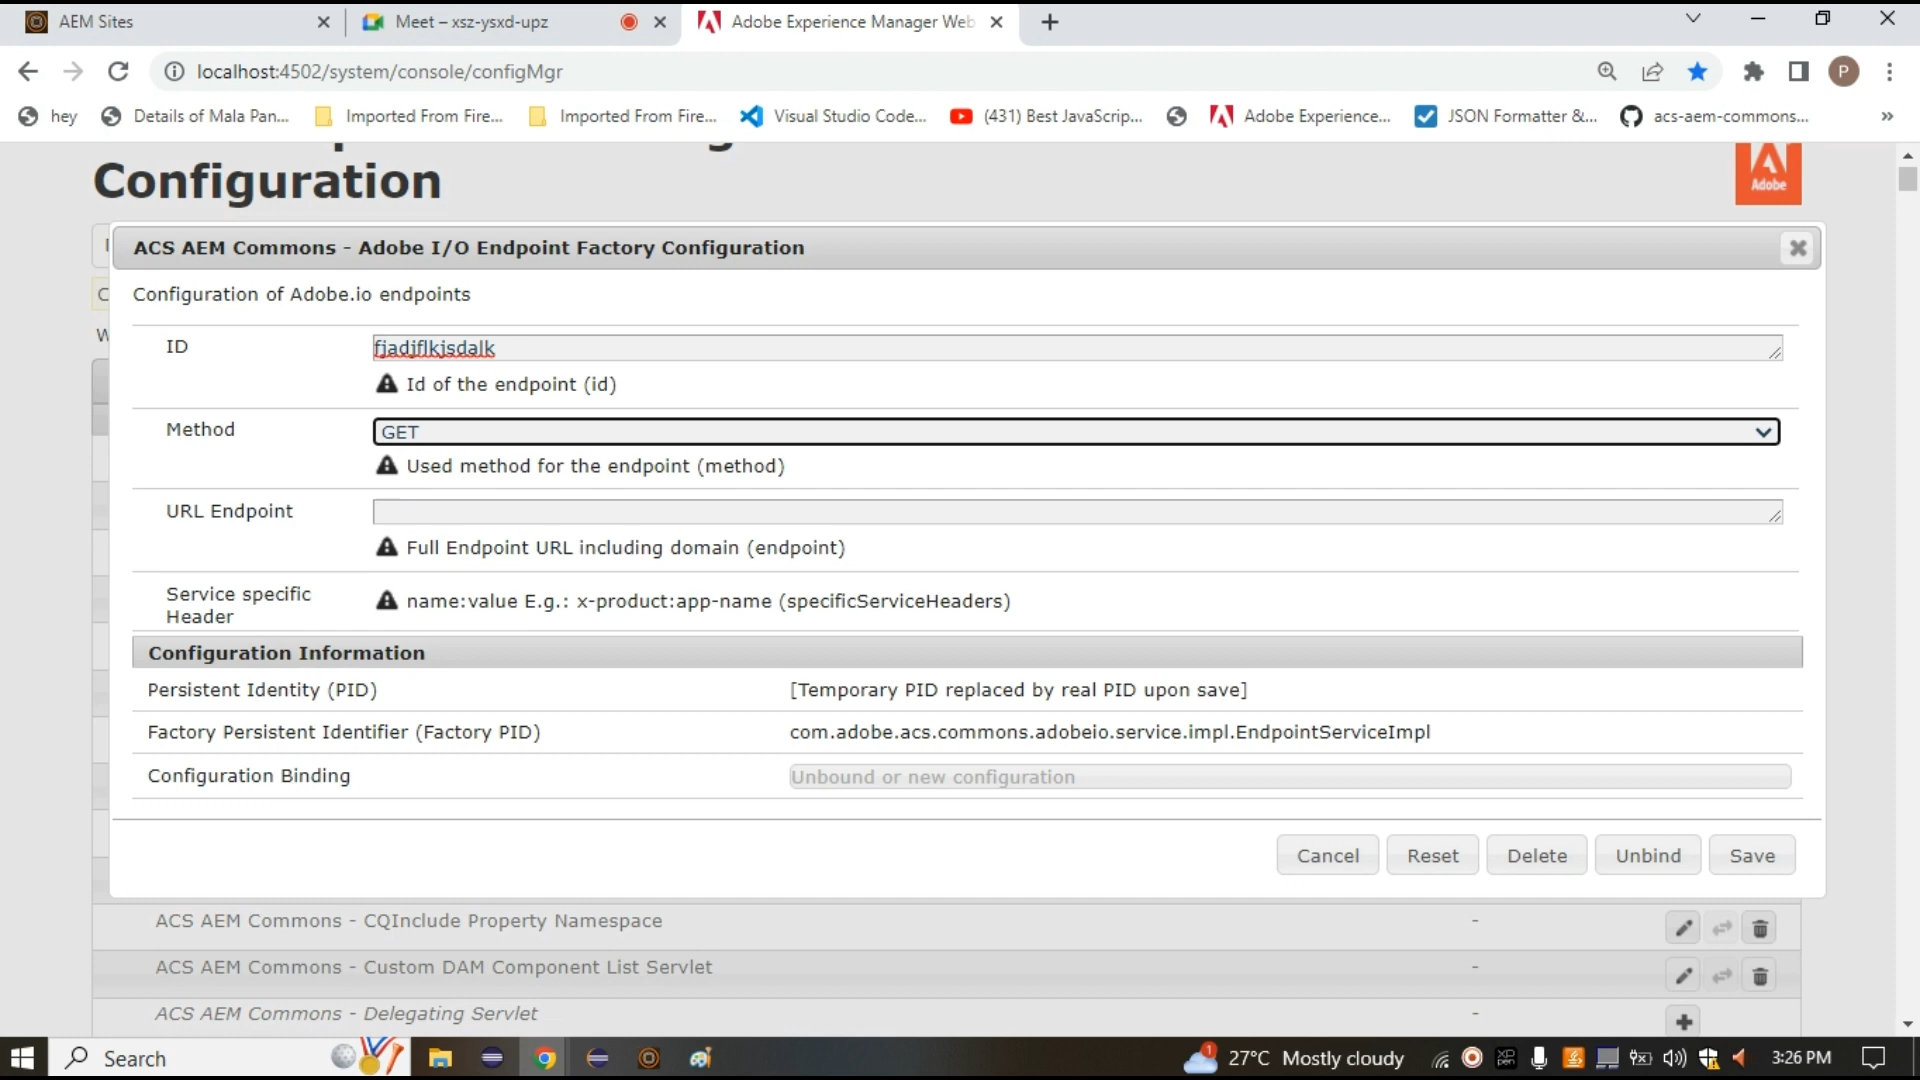 AEM Sites
Meet – xsz-ysxd-upz
Adobe Experience Manager Web
localhost:4502/system/console/configMgr
P
hey
Details of Mala Pan...
Imported From Fire...
Imported From Fire...
Visual Studio Code...
(431) Best JavaScrip...
Adobe Experience...
JSON Formatter &...
acs-aem-commons...
»
Configuration
Adobe
ACS AEM Commons - Adobe I/O Endpoint Factory Configuration
Configuration of Adobe.io endpoints
ID
fjadjflkjsdalk
Id of the endpoint (id)
Method
GET
Used method for the endpoint (method)
URL Endpoint
Full Endpoint URL including domain (endpoint)
Service specific
Header
name:value E.g.: x-product:app-name (specificServiceHeaders)
Configuration Information
Persistent Identity (PID)
[Temporary PID replaced by real PID upon save]
Factory Persistent Identifier (Factory PID)
com.adobe.acs.commons.adobeio.service.impl.EndpointServiceImpl
Configuration Binding
Unbound or new configuration
Cancel
Reset
Delete
Unbind
Save
ACS AEM Commons - CQInclude Property Namespace
-
ACS AEM Commons - Custom DAM Component List Servlet
-
ACS AEM Commons - Delegating Servlet
-
Search
1
27°C Mostly cloudy
3:26 PM